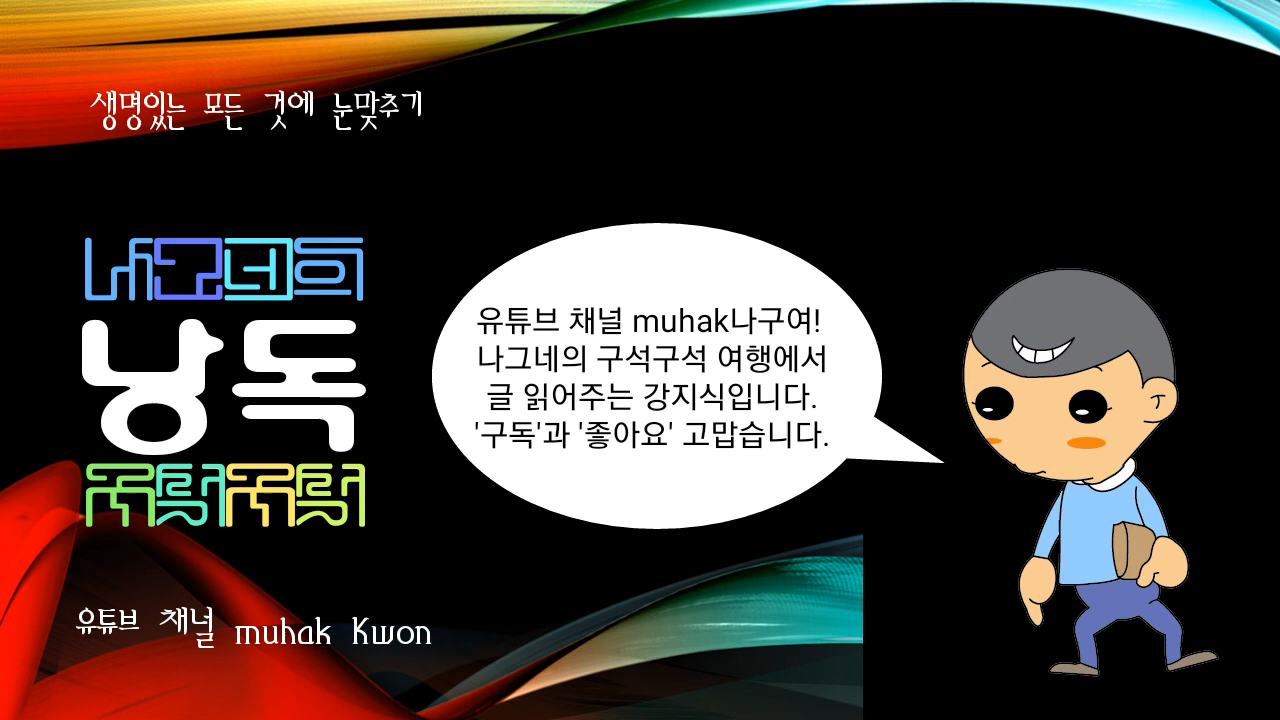 생명있는 모든 것에 눈맞추기
나그네의
낭독
구석구석
유튜브 채널 muhak나구여!
나그네의 구석구석 여행에서
글 읽어주는 강지식입니다.
'구독'과 '좋아요' 고맙습니다.
유튜브 채널 muhak Kwon